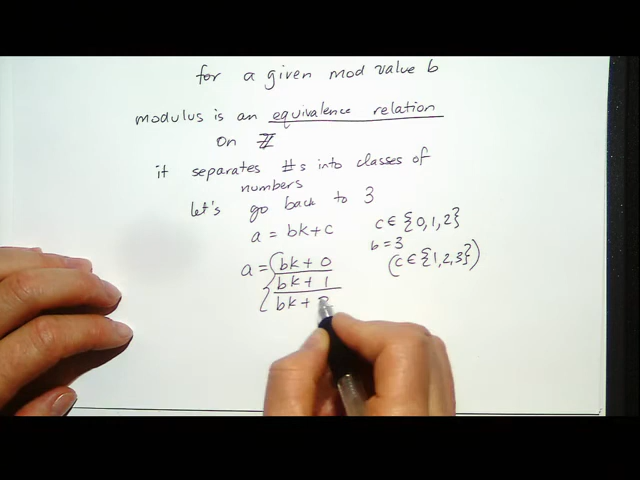 for a given mod value b
modulus is an equivalence relation
on ℤ
it separates #s into classes of
numbers
let's go back to 3
a = bk+c    c ∈ {0,1,2}
b = 3
(c ∈ {1,2,3})
a = bk + 0
bk + 1
bk +